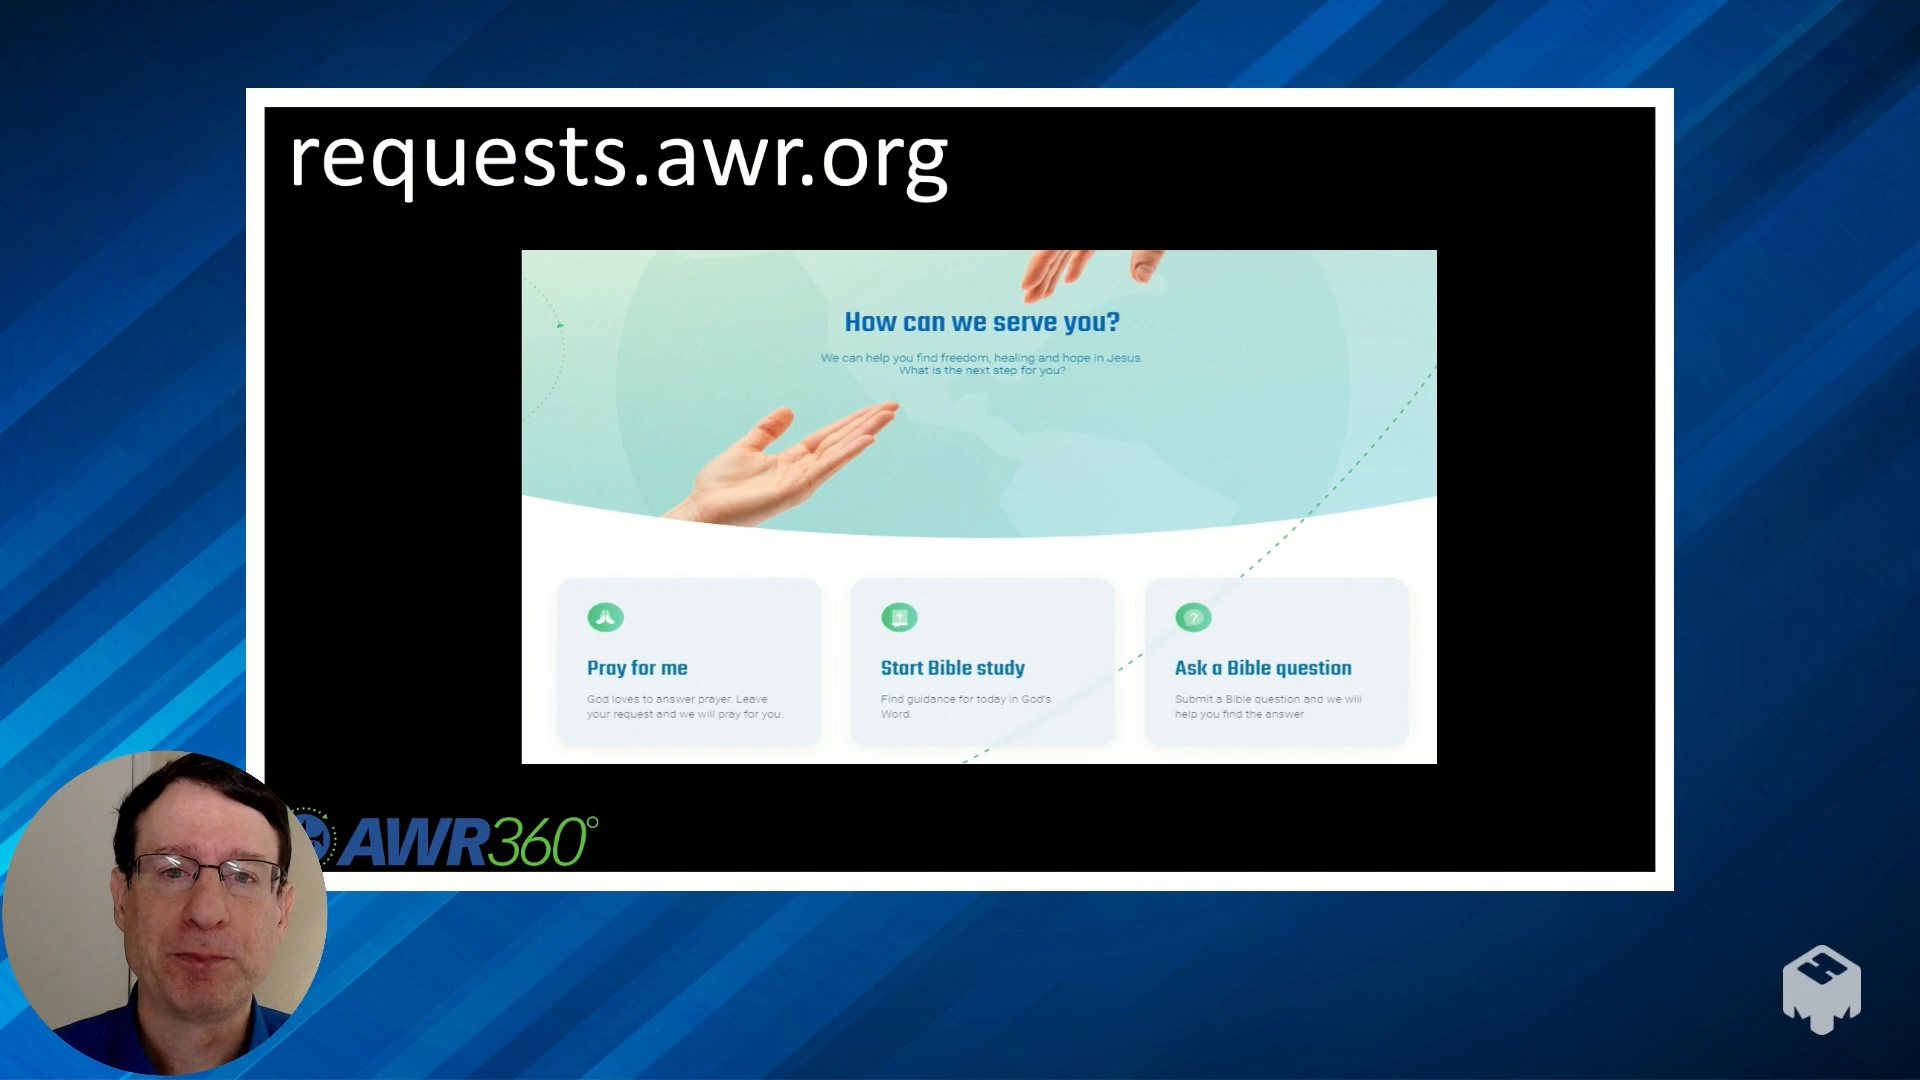 requests.awr.org
How can we serve you?
We can help you find freedom, healing and hope in Jesus.
What is the next step for you?
Pray for me
God loves to answer prayer. Leave
your request and we will pray for you.
Start Bible study
Find guidance for today in God's
Word.
Ask a Bible question
Submit a Bible question and we will
help you find the answer
AWR360°